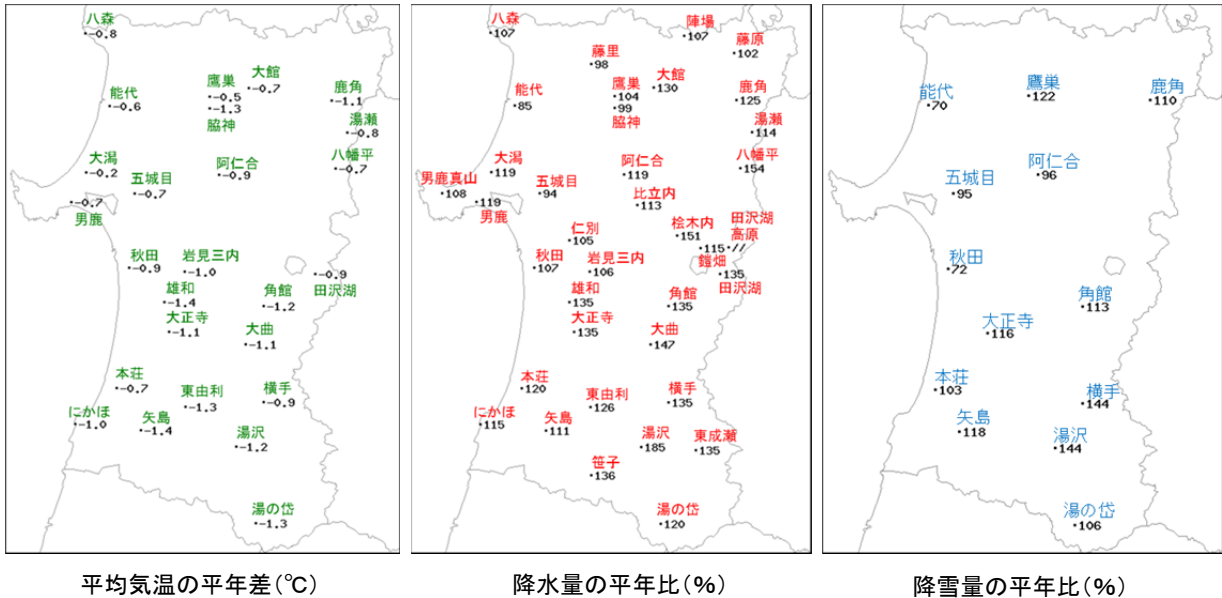 八森
-0.8
能代
-0.6
鷹巣
-0.5
-1.3
脇神
大館
-0.7
鹿角
-1.1
湯瀬
-0.8
八幡平
-0.7
大潟
-0.2
五城目
-0.7
阿仁合
-0.9
-0.7
男鹿
秋田
-0.9
岩見三内
-1.0
-0.9
田沢湖
雄和
-1.4
角館
-1.2
大正寺
-1.1
大曲
-1.1
本荘
-0.7
東由利
-1.3
横手
-0.9
にかほ
-1.0
矢島
-1.4
湯沢
-1.2
湯の岱
-1.3
平均気温の平年差(℃)
八森
107
陣場
107
藤原
102
藤里
98
能代
85
鷹巣
104
99
脇神
大館
130
鹿角
125
湯瀬
114
八幡平
154
大潟
119
男鹿真山
108
119
男鹿
五城目
94
阿仁合
119
比立内
113
仁別
105
桧木内
151
田沢湖
高原
//
115
鎧畑
135
田沢湖
秋田
107
岩見三内
106
雄和
135
角館
135
大正寺
135
大曲
147
本荘
120
東由利
126
横手
135
にかほ
115
矢島
111
湯沢
185
東成瀬
135
笹子
136
湯の岱
120
降水量の平年比(%)
能代
70
鷹巣
122
鹿角
110
五城目
95
阿仁合
96
秋田
72
角館
113
大正寺
116
本荘
103
横手
144
矢島
118
湯沢
144
湯の岱
106
降雪量の平年比(%)